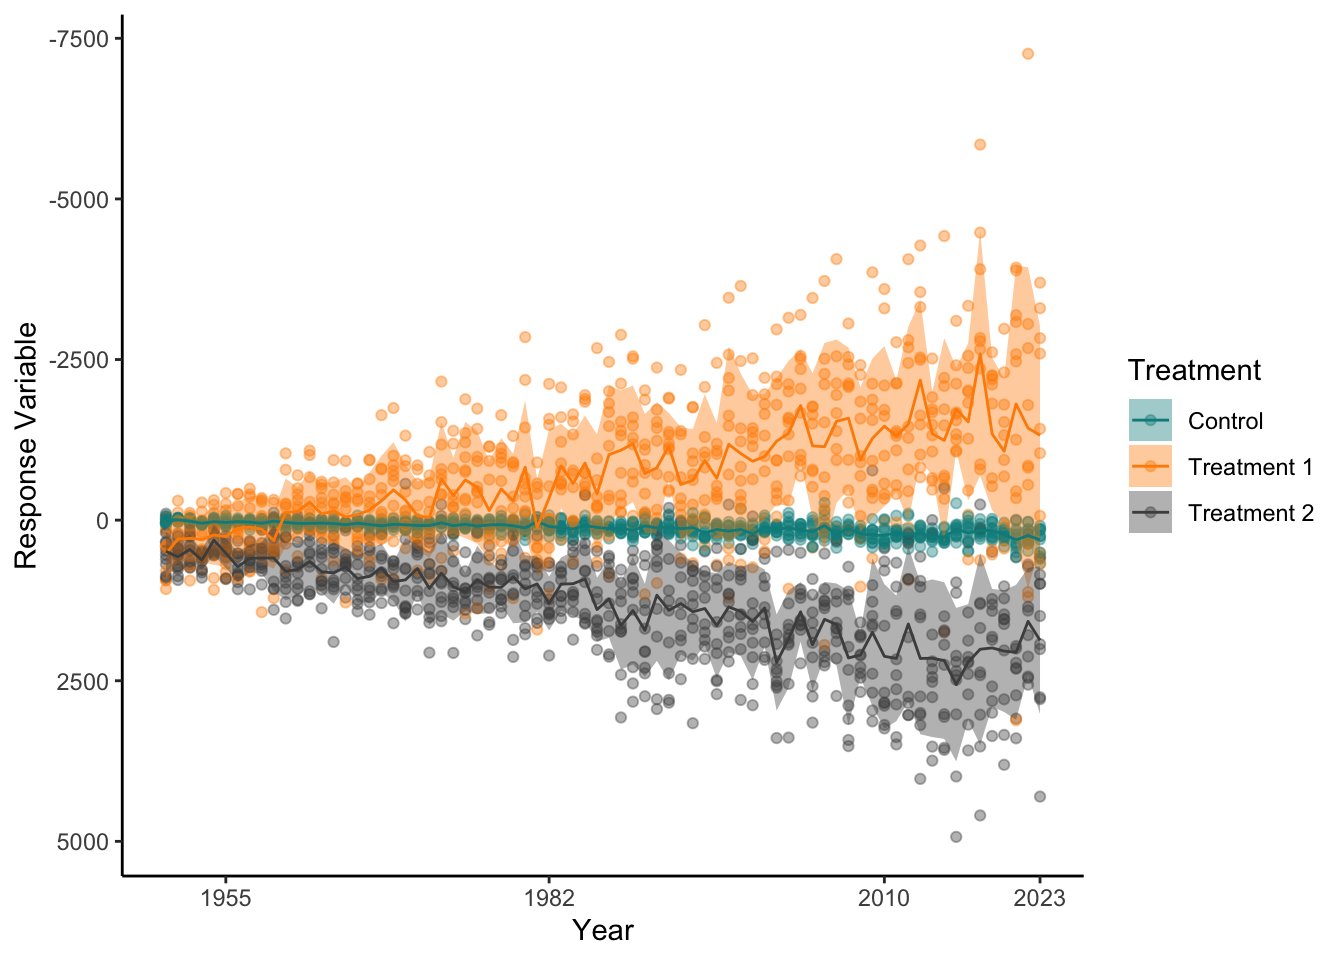 -7500
-5000
-2500
0
2500
5000
Response Variable
1955
1982
2010
2023
Year
Treatment
Control
Treatment 1
Treatment 2